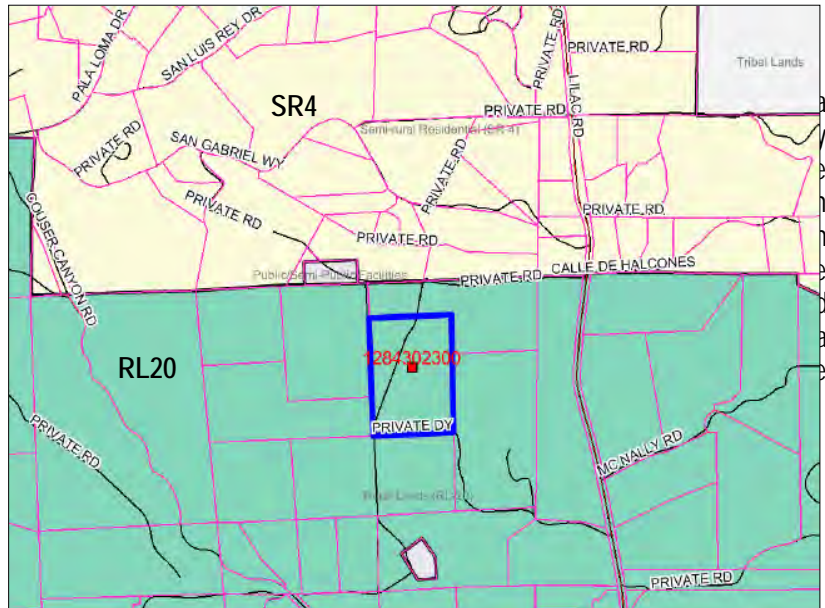 PALA LOMA DR
SAN LUIS REY DR
PRIVATE RD
PRIVATE RD
LILAC RD
Tribal Lands
SR4
PRIVATE RD
Semi-rural Residential (SR-4)
PRIVATE RD
SAN GABRIEL WY
PRIVATE RD
PRIVATE RD
PRIVATE RD
PRIVATE RD
COUSER CANYON RD
Public/Semi-Public Facilities
PRIVATE RD
CALLE DE HALCONES
RL20
1284302300
PRIVATE DY
PRIVATE RD
MC NALLY RD
Rural Lands
PRIVATE RD